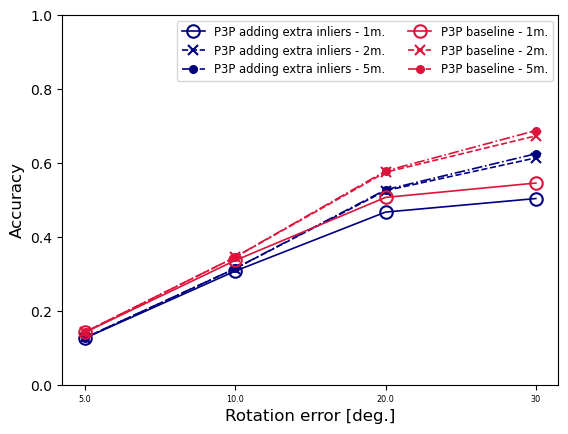 1.0
0.8
0.6
0.4
0.2
0.0
Accuracy
P3P adding extra inliers - 1m.
P3P adding extra inliers - 2m.
P3P adding extra inliers - 5m.
P3P baseline - 1m.
P3P baseline - 2m.
P3P baseline - 5m.
5.0 10.0 20.0 30
Rotation error [deg.]